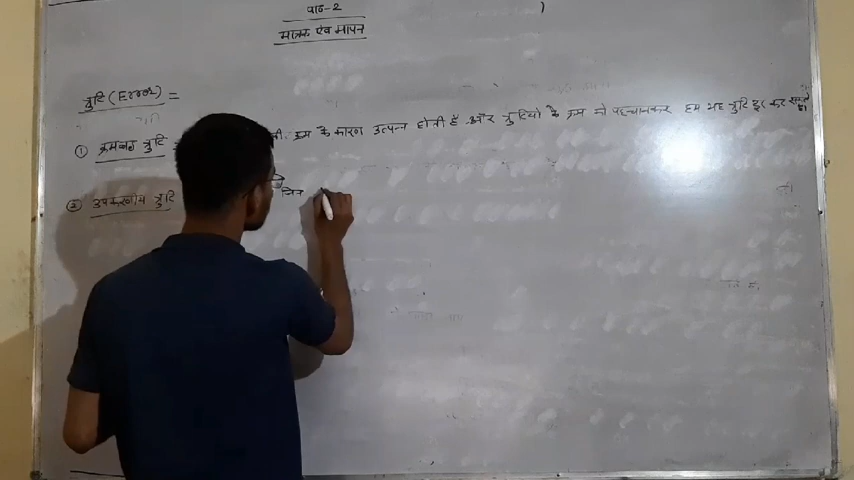 पाठ-2
मात्रक एवं मापन
त्रुटि (Error) =
① क्रमबद्ध त्रुटि क्रम के कारण उत्पन्न होती है और त्रुटियो के क्रम को पहचानकर हम यह त्रुटि दूर कर सकते है।
② उपकरणीय त्रुटि